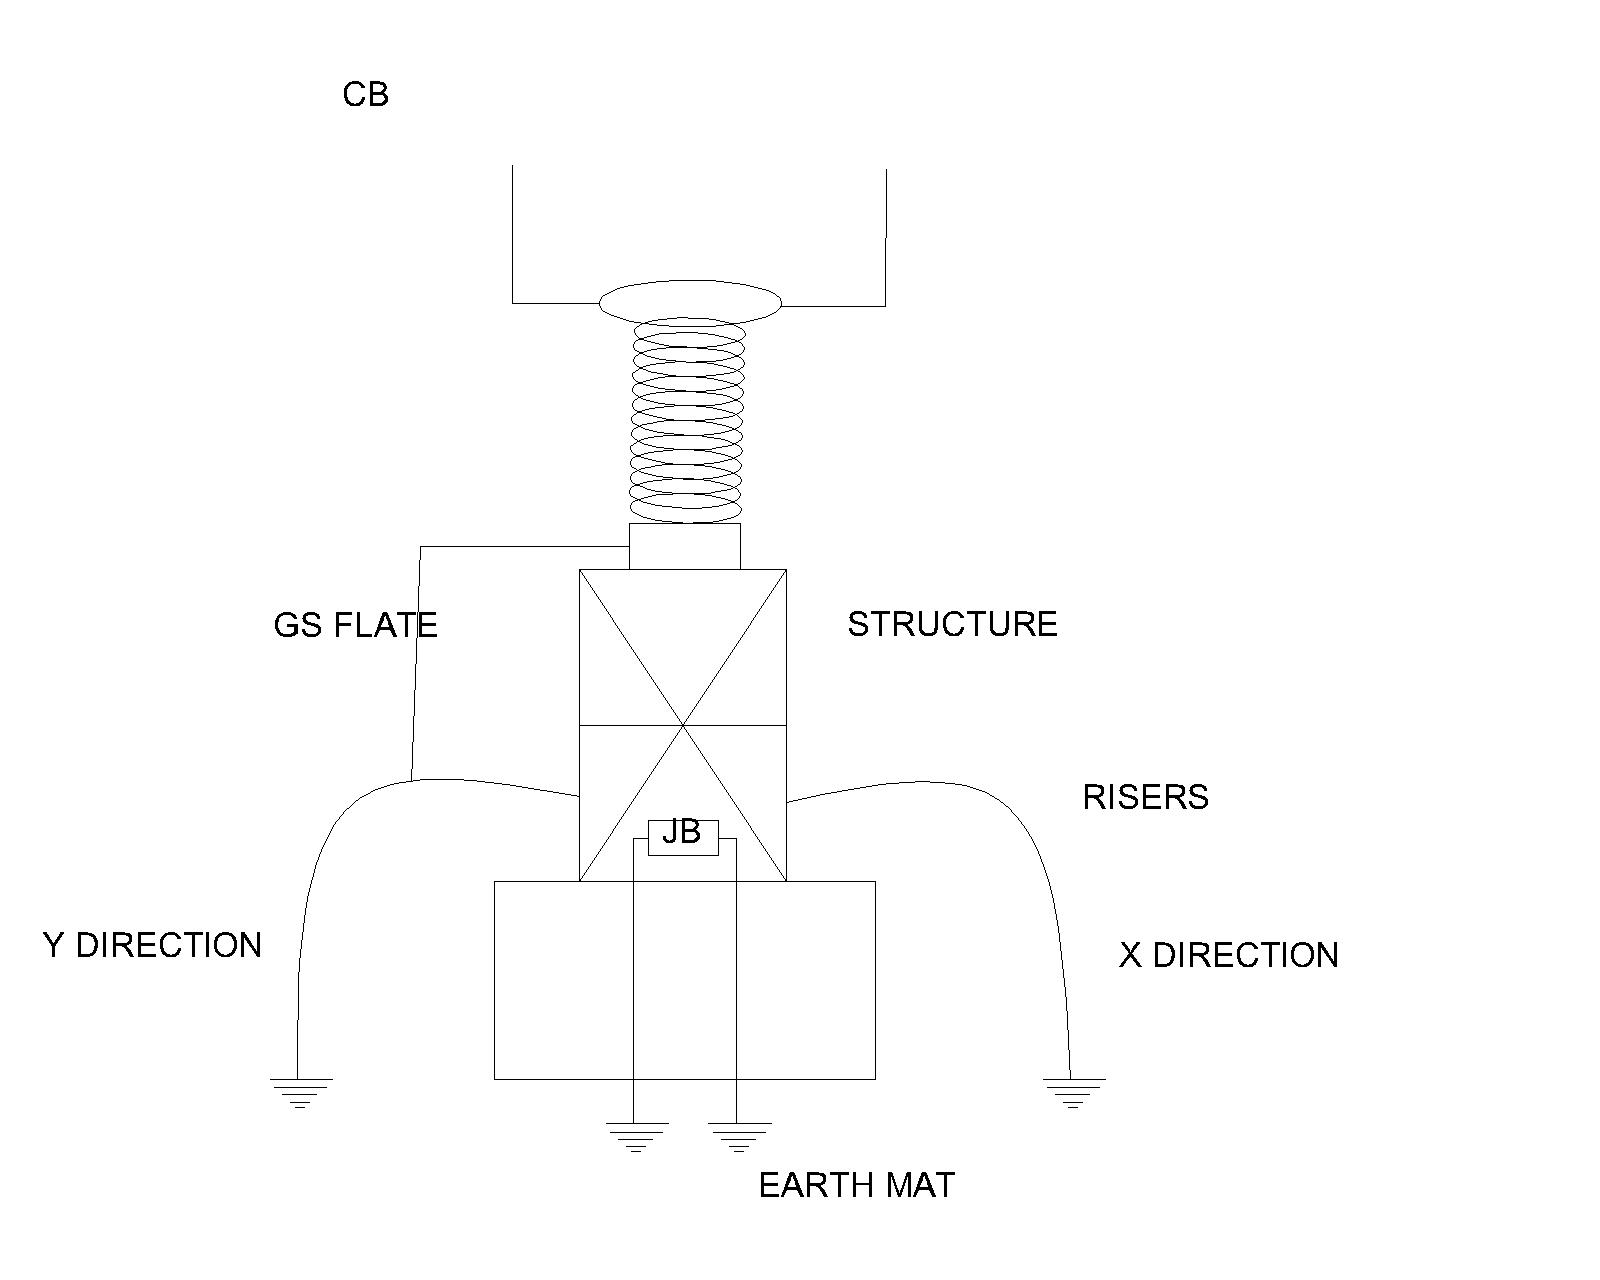 CB
GS FLATE
STRUCTURE
RISERS
JB
Y DIRECTION
X DIRECTION
EARTH MAT